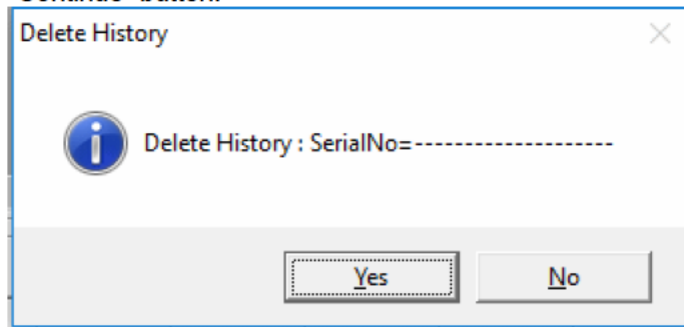 Delete History
Delete History : SerialNo=--------------------
Yes
No